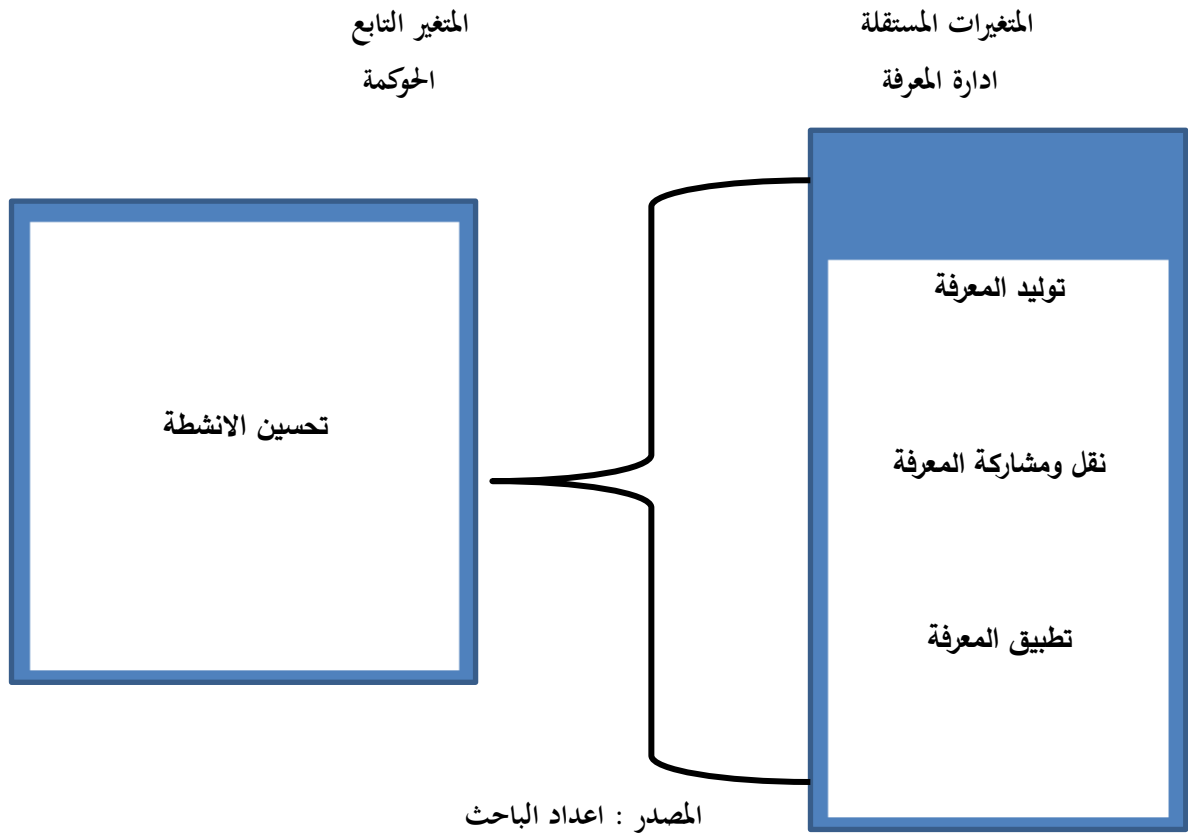 المتغيرات المستقلة
المتغير التابع
ادارة المعرفة
الحوكمة
توليد المعرفة
نقل ومشاركة المعرفة
تطبيق المعرفة
تحسين الانشطة
المصدر : اعداد الباحث